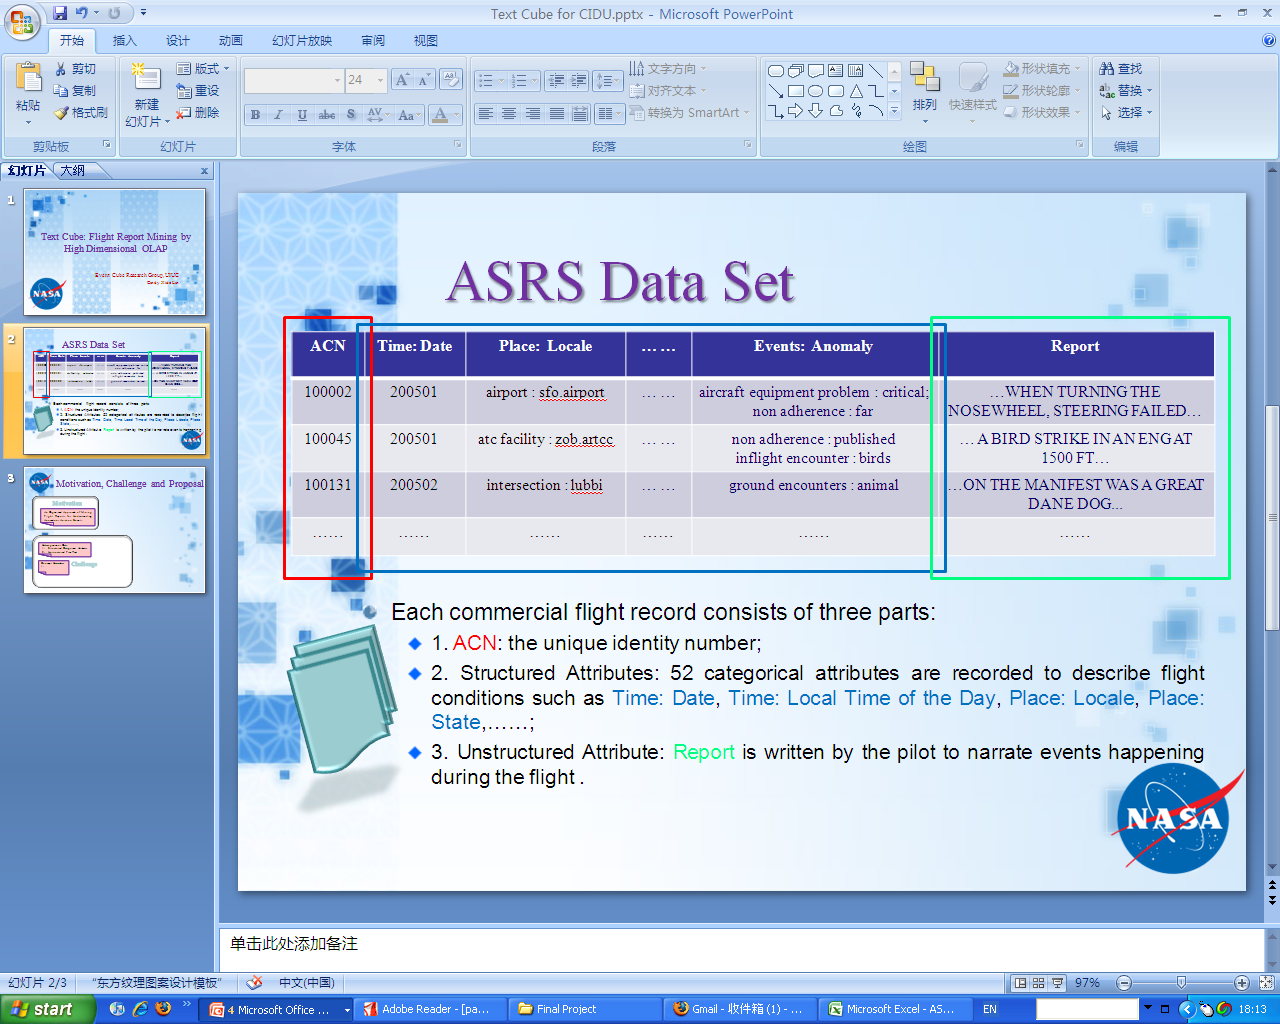 Text Cube for CIDU.pptx - Microsoft PowerPoint
开始 插入 设计 动画 幻灯片放映 审阅 视图
粘贴 剪切 复制 格式刷 剪贴板
新建 幻灯片 版式 重设 删除 幻灯片
24
B I U abc S AV Aa A 字体
文字方向 对齐文本 转换为 SmartArt 段落
排列 快速样式 形状填充 形状轮廓 形状效果 绘图
查找 替换 选择 编辑
幻灯片 大纲 x
1
Text Cube: Flight Report Mining by
High Dimensional OLAP
NASA
2
ASRS Data Set
3
Motivation, Challenge and Proposal
Motivation
Challenge
ASRS Data Set
ACN Time: Date Place: Locale … … Events: Anomaly Report
100002 200501 airport : sfo.airport … … aircraft equipment problem : critical; …WHEN TURNING THE
non adherence : far NOSEWHEEL, STEERING FAILED…
100045 200501 atc facility : zob.artcc … … non adherence : published … A BIRD STRIKE IN AN ENG AT
inflight encounter : birds 1500 FT…
100131 200502 intersection : lubbi … … ground encounters : animal …ON THE MANIFEST WAS A GREAT
DANE DOG...
…… …… …… …… …… ……
Each commercial flight record consists of three parts:
1. ACN: the unique identity number;
2. Structured Attributes: 52 categorical attributes are recorded to describe flight
conditions such as Time: Date, Time: Local Time of the Day, Place: Locale, Place:
State,……;
3. Unstructured Attribute: Report is written by the pilot to narrate events happening
during the flight .
NASA
单击此处添加备注
幻灯片 2/3 “东方纹理图案设计模板” 中文(中国) 97%
start 4 Microsoft Office ... Adobe Reader - [pa... Final Project Gmail - 收件箱 (1) - ... Microsoft Excel - AS... EN 18:13